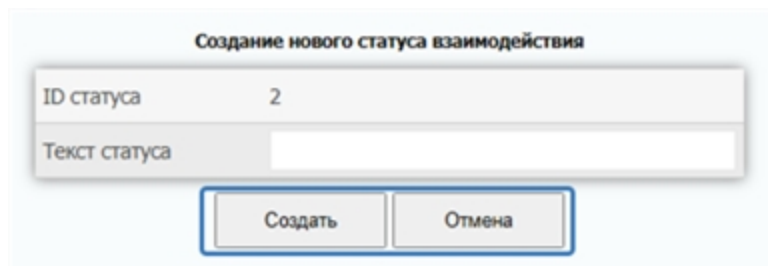 Создание нового статуса взаимодействия
ID статуса 2
Текст статуса
Создать Отмена